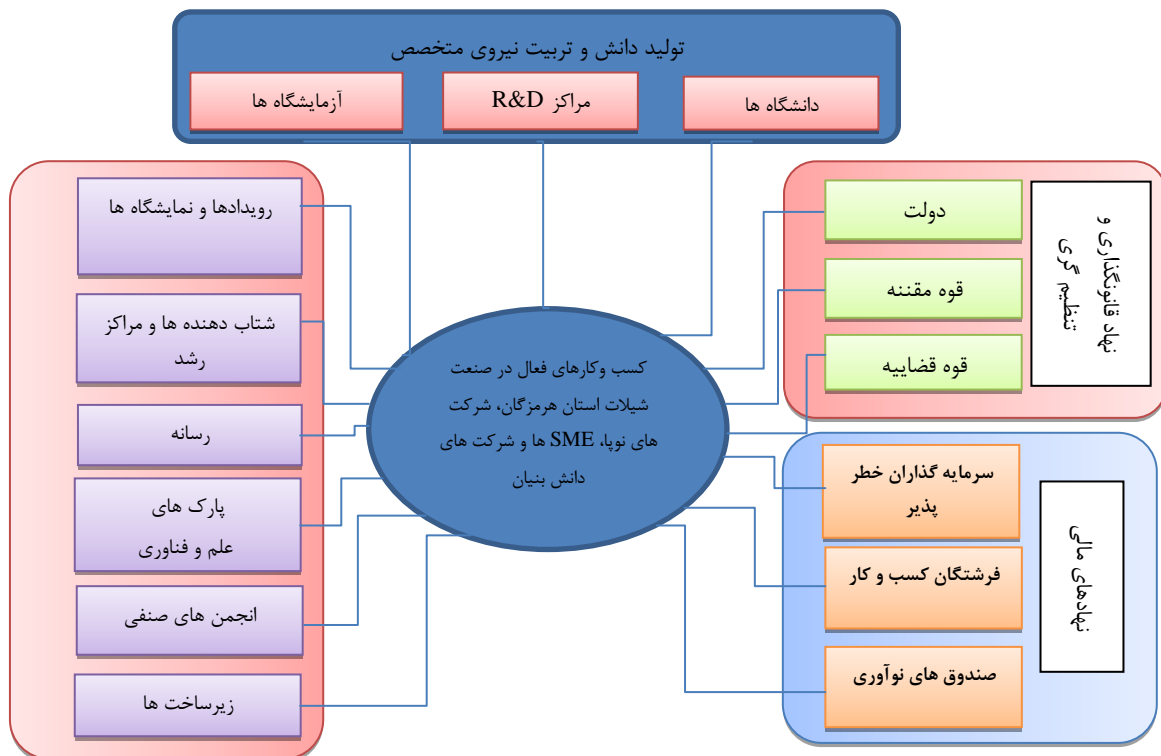 تولید دانش و تربیت نیروی متخصص
دانشگاه ها
مراکز R&D
آزمایشگاه ها
نهاد قانونگذاری و
تنظیم گری
دولت
قوه مقننه
قوه قضاییه
رویدادها و نمایشگاه ها
شتاب دهنده ها و مراکز
رشد
رسانه
پارک های
علم و فناوری
انجمن های صنفی
زیرساخت ها
کسب وکارهای فعال در صنعت
شیلات استان هرمزگان، شرکت
های نوپا، SME ها و شرکت های
دانش بنیان
نهادهای مالی
سرمایه گذاران خطر
پذیر
فرشتگان کسب و کار
صندوق های نوآوری